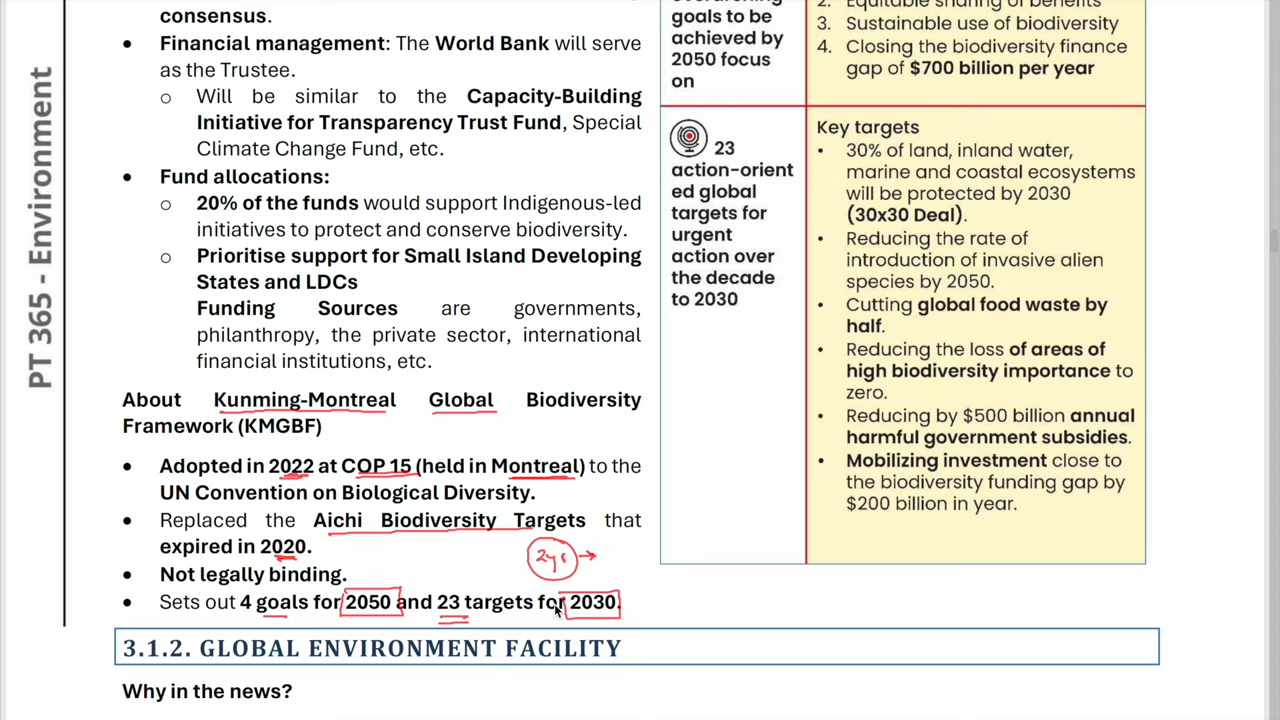 PT 365 - Environment
consensus.
• Financial management: The World Bank will serve
as the Trustee.
o Will be similar to the Capacity-Building
Initiative for Transparency Trust Fund, Special
Climate Change Fund, etc.
• Fund allocations:
o 20% of the funds would support Indigenous-led
initiatives to protect and conserve biodiversity.
o Prioritise support for Small Island Developing
States and LDCs
Funding Sources are governments,
philanthropy, the private sector, international
financial institutions, etc.
About Kunming-Montreal Global Biodiversity
Framework (KMGBF)
• Adopted in 2022 at COP 15 (held in Montreal) to the
UN Convention on Biological Diversity.
• Replaced the Aichi Biodiversity Targets that
expired in 2020.
• Not legally binding.
• Sets out 4 goals for 2050 and 23 targets for 2030.
goals to be
achieved by
2050 focus
on
2. Equitable sharing of benefits
3. Sustainable use of biodiversity
4. Closing the biodiversity finance
gap of $700 billion per year
23
action-orient
ed global
targets for
urgent
action over
the decade
to 2030
Key targets
• 30% of land, inland water,
marine and coastal ecosystems
will be protected by 2030
(30x30 Deal).
• Reducing the rate of
introduction of invasive alien
species by 2050.
• Cutting global food waste by
half.
• Reducing the loss of areas of
high biodiversity importance to
zero.
• Reducing by $500 billion annual
harmful government subsidies.
• Mobilizing investment close to
the biodiversity funding gap by
$200 billion in year.
3.1.2. GLOBAL ENVIRONMENT FACILITY
Why in the news?